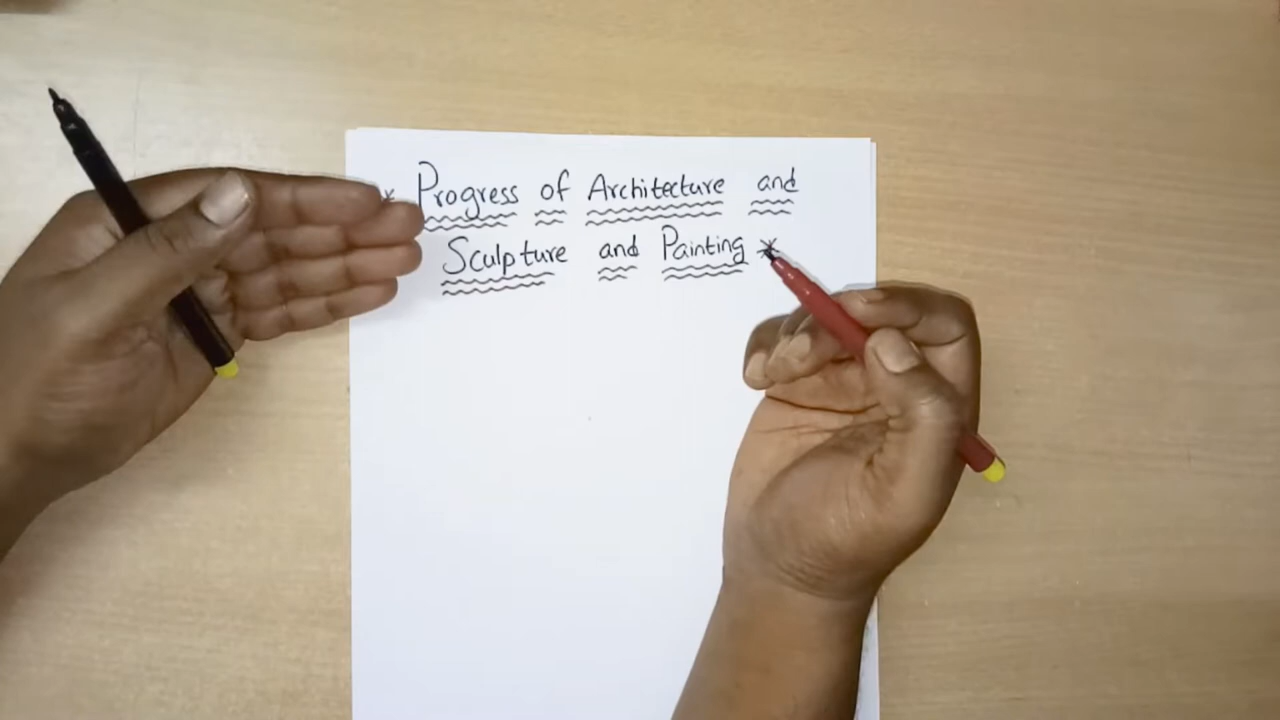 * Progress of Architecture and
Sculpture and Painting *